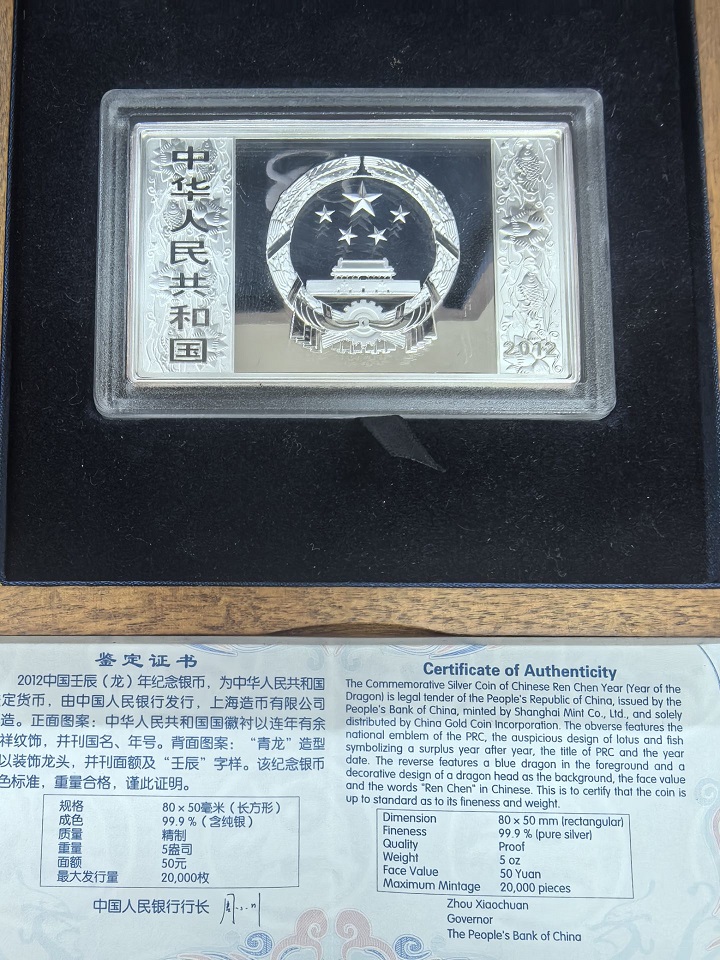 中华人民共和国
2012
鉴定证书
2012中国壬辰（龙）年纪念银币，为中华人民共和国
定货币，由中国人民银行发行，上海造币有限公司
造。正面图案：中华人民共和国国徽衬以连年有余
祥纹饰，并刊国名、年号。背面图案：“青龙”造型
以装饰龙头，并刊面额及“壬辰”字样。该纪念银币
色标准，重量合格，谨此证明。
规格 80×50毫米（长方形）
成色 99.9%（含纯银）
质量 精制
重量 5盎司
面额 50元
最大发行量 20,000枚
中国人民银行行长
Certificate of Authenticity
The Commemorative Silver Coin of Chinese Ren Chen Year (Year of the
Dragon) is legal tender of the People's Republic of China, issued by the
People's Bank of China, minted by Shanghai Mint Co., Ltd., and solely
distributed by China Gold Coin Incorporation. The obverse features the
national emblem of the PRC, the auspicious design of lotus and fish
symbolizing a surplus year after year, the title of PRC and the year
date. The reverse features a blue dragon in the foreground and a
decorative design of a dragon head as the background, the face value
and the words "Ren Chen" in Chinese. This is to certify that the coin is
up to standard as to its fineness and weight.
Dimension 80 x 50 mm (rectangular)
Fineness 99.9 % (pure silver)
Quality Proof
Weight 5 oz
Face Value 50 Yuan
Maximum Mintage 20,000 pieces
Zhou Xiaochuan
Governor
The People's Bank of China